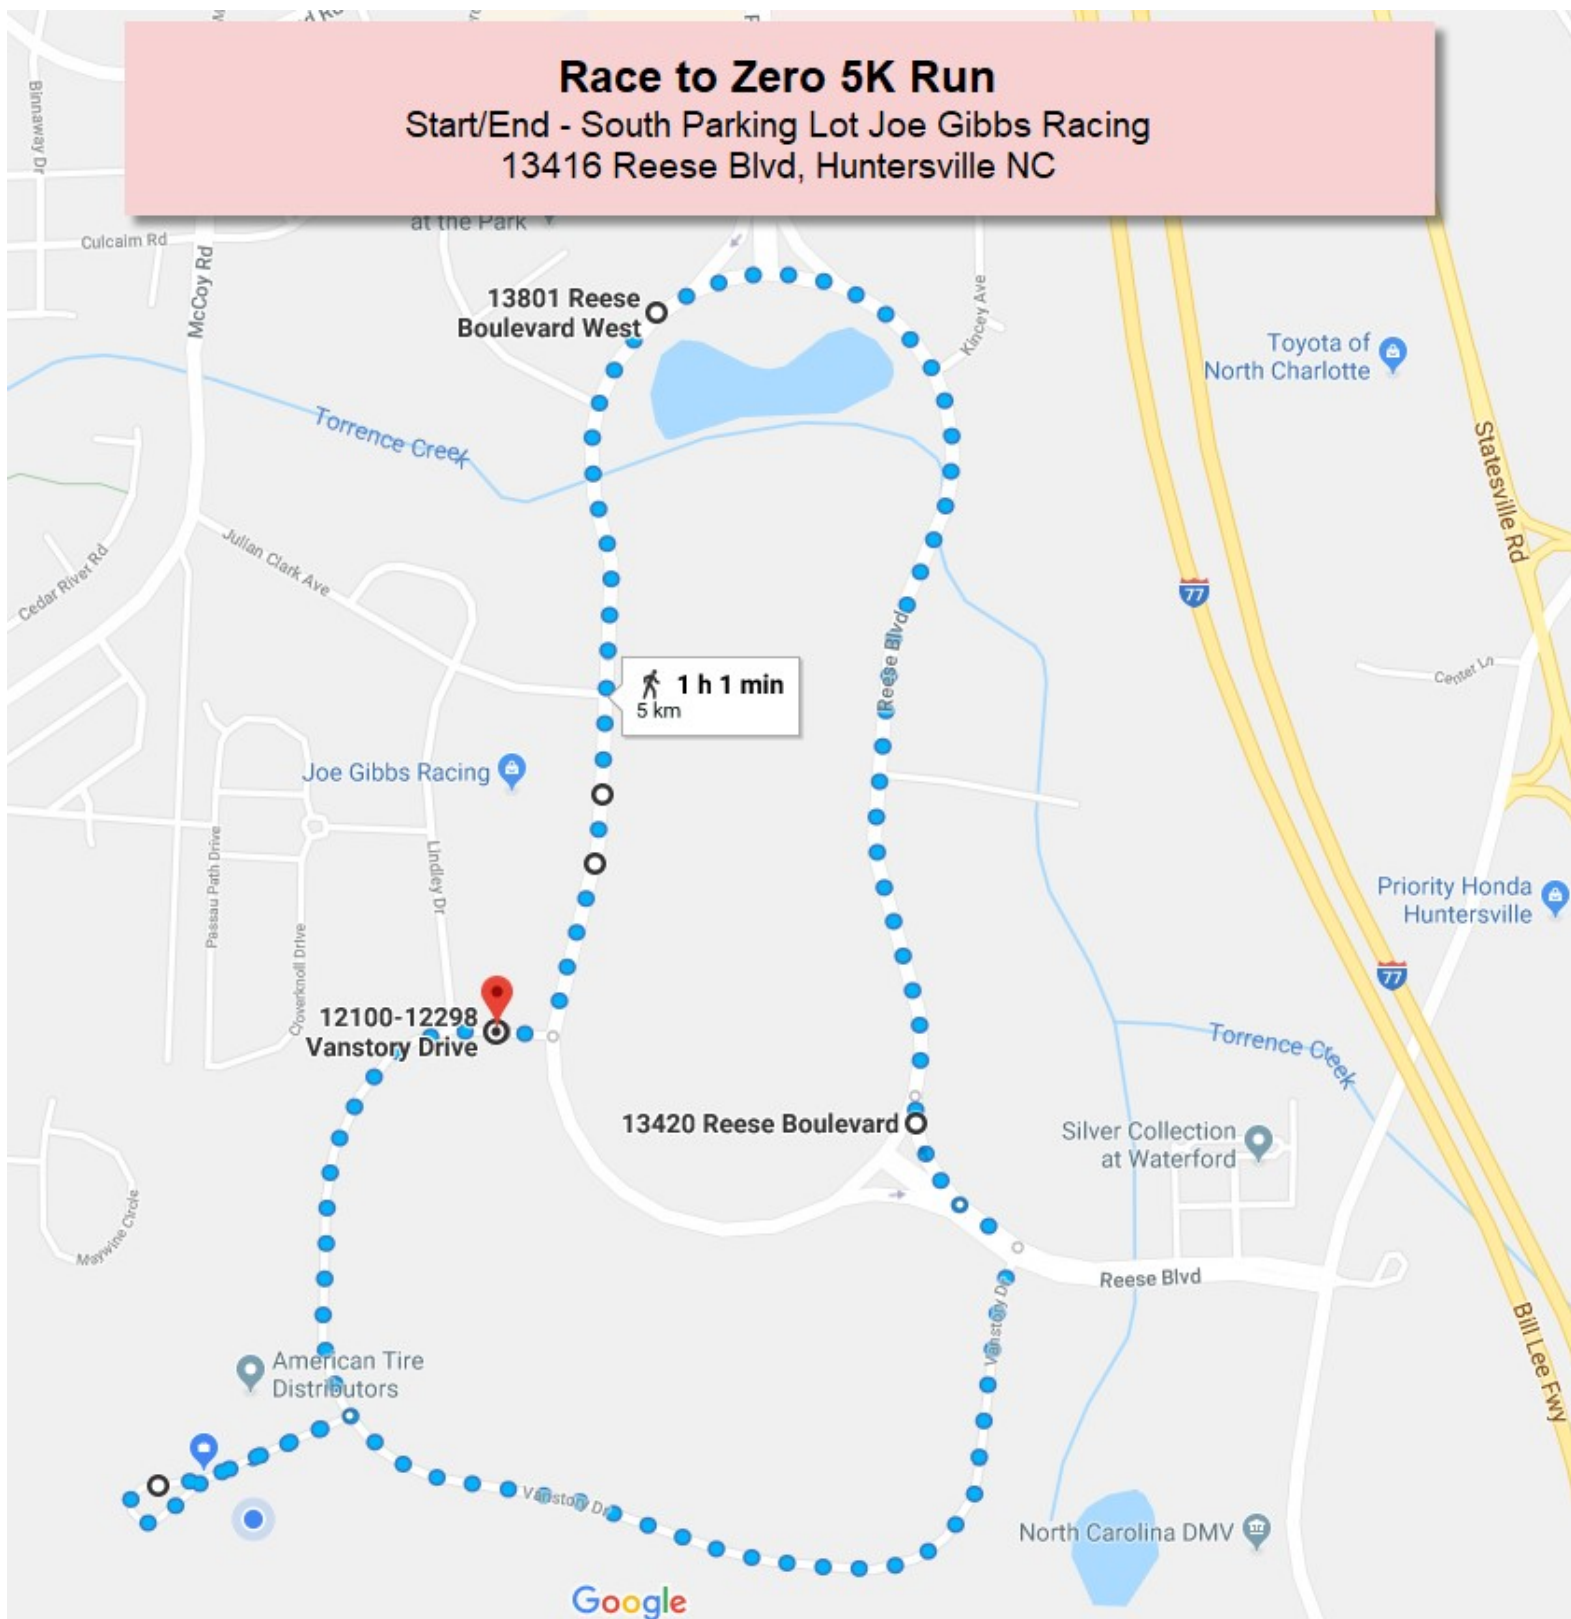 Race to Zero 5K Run
Start/End - South Parking Lot Joe Gibbs Racing
13416 Reese Blvd, Huntersville NC
Binnaway Dr
at the Park
Culcairn Rd
McCoy Rd
13801 Reese
Boulevard West
Kincey Ave
Toyota of
North Charlotte
Torrence Creek
Statesville Rd
Julian Clark Ave
Cedar River Rd
77
Reese Blvd
1 h 1 min
5 km
Center Ln
Joe Gibbs Racing
Passau Path Drive
Lindley Dr
Cloverknoll Drive
Priority Honda
Huntersville
77
12100-12298
Vanstory Drive
Torrence Creek
13420 Reese Boulevard
Silver Collection
at Waterford
Maywine Circle
Reese Blvd
Vanstory Dr
Bill Lee Fwy
American Tire
Distributors
Vanstory Dr
North Carolina DMV
Google